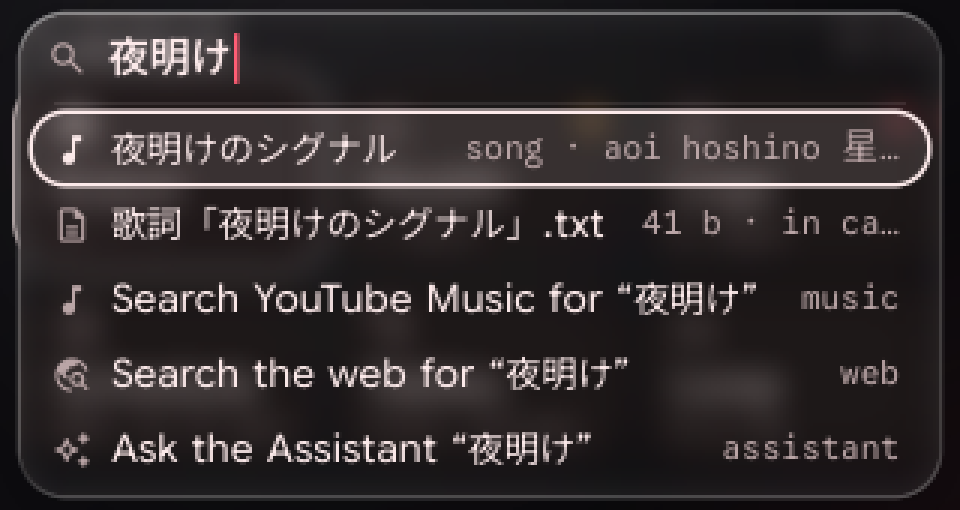 夜明け
夜明けのシグナル song · aoi hoshino 星…
歌詞「夜明けのシグナル」.txt 41 b · in ca…
Search YouTube Music for “夜明け” music
Search the web for “夜明け” web
Ask the Assistant “夜明け” assistant